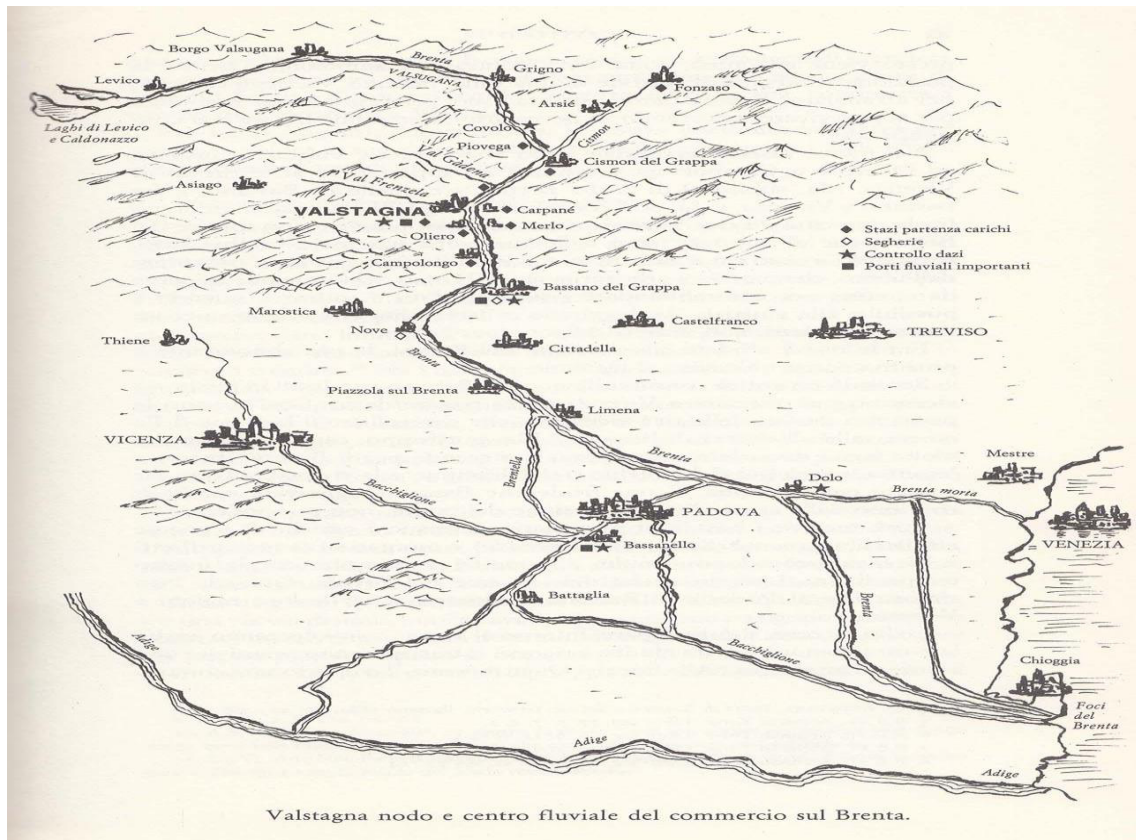 Borgo Valsugana
Brenta
VALSUGANA
Grigno
Levico
Fonzaso
Arsié
Laghi di Levico
e Caldonazzo
Covolo
Cismon
Piovega
Val Gadena
Cismon del Grappa
Asiago
Val Frenzela
VALSTAGNA
Carpané
Merlo
Oliero
Stazi partenza carichi
Segherie
Controllo dazi
Porti fluviali importanti
Campolongo
Bassano del Grappa
Marostica
Nove
Castelfranco
TREVISO
Thiene
Cittadella
Brenta
Piazzola sul Brenta
Limena
VICENZA
Brentella
Brenta
Mestre
Bacchiglione
Dolo
Brenta morta
PADOVA
VENEZIA
Bassanello
Battaglia
Brenta
Adige
Bacchiglione
Chioggia
Foci
del
Brenta
Adige
Adige
Valstagna nodo e centro fluviale del commercio sul Brenta.